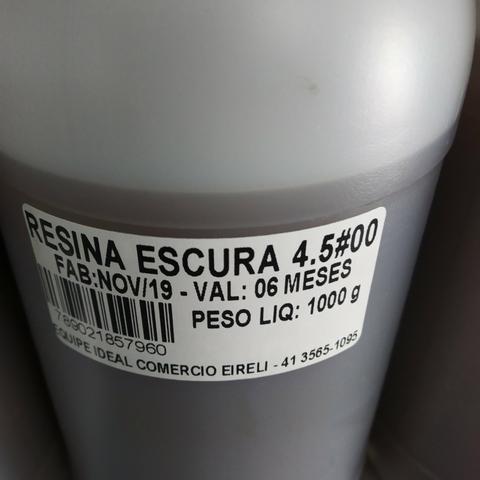 RESINA ESCURA 4.5#00
FAB:NOV/19 - VAL: 06 MESES
PESO LIQ: 1000 g
789021857960
EQUIPE IDEAL COMERCIO EIRELI - 41 3565-1095